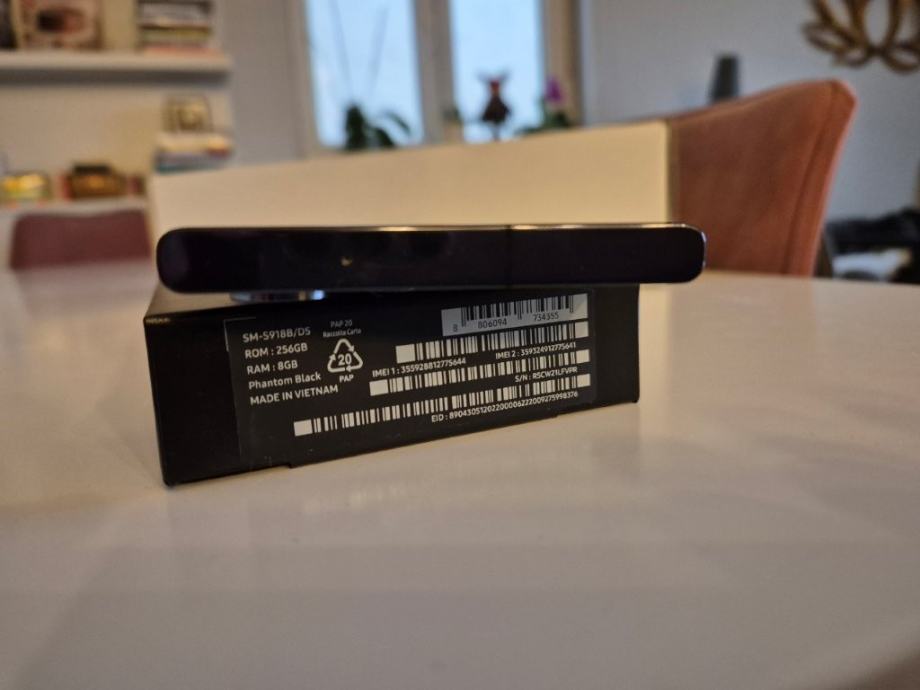 SM-S918B/DS
ROM : 256GB
RAM : 8GB
Phantom Black
MADE IN VIETNAM
PAP 20
Raccolta Carta
20
PAP
8 806094 734355
IMEI 1 : 355928812775644
IMEI 2 : 359324912775641
S/N : R5CW21LFVPR
EID : 89043051202200006222009275998376